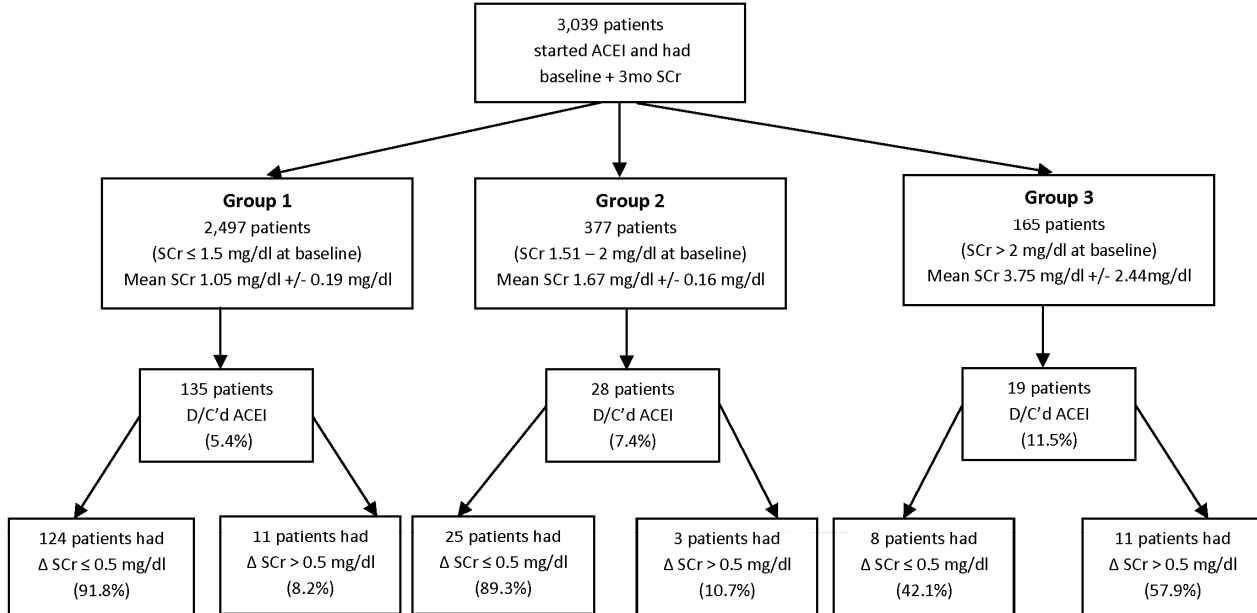 3,039 patients
started ACEI and had
baseline + 3mo SCr
Group 1
2,497 patients
(SCr ≤ 1.5 mg/dl at baseline)
Mean SCr 1.05 mg/dl +/- 0.19 mg/dl
Group 2
377 patients
(SCr 1.51 – 2 mg/dl at baseline)
Mean SCr 1.67 mg/dl +/- 0.16 mg/dl
Group 3
165 patients
(SCr > 2 mg/dl at baseline)
Mean SCr 3.75 mg/dl +/- 2.44mg/dl
135 patients
D/C’d ACEI
(5.4%)
28 patients
D/C’d ACEI
(7.4%)
19 patients
D/C’d ACEI
(11.5%)
124 patients had
Δ SCr ≤ 0.5 mg/dl
(91.8%)
11 patients had
Δ SCr > 0.5 mg/dl
(8.2%)
25 patients had
Δ SCr ≤ 0.5 mg/dl
(89.3%)
3 patients had
Δ SCr > 0.5 mg/dl
(10.7%)
8 patients had
Δ SCr ≤ 0.5 mg/dl
(42.1%)
11 patients had
Δ SCr > 0.5 mg/dl
(57.9%)